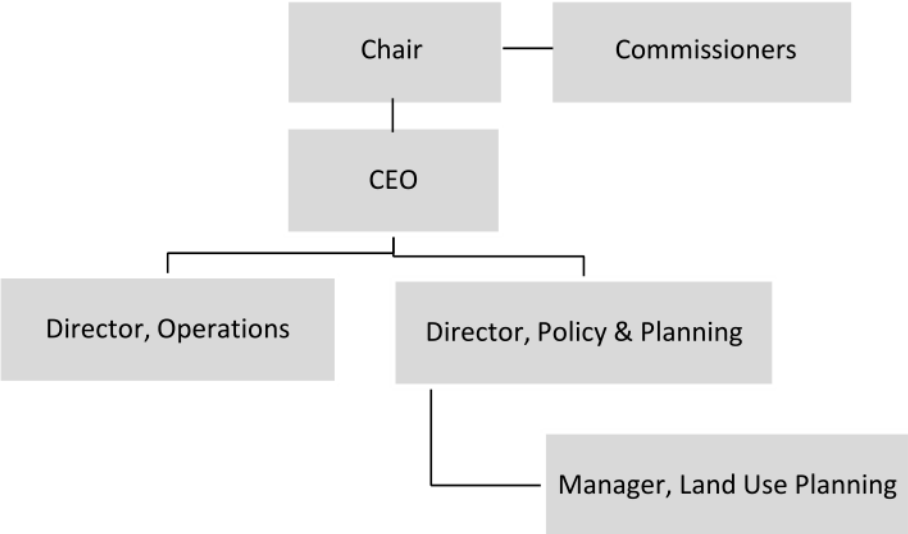 Chair
Commissioners
CEO
Director, Operations
Director, Policy & Planning
Manager, Land Use Planning